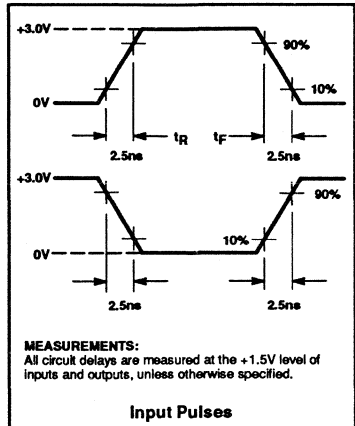 +3.0V
90%
10%
0V
tR tF
2.5ns 2.5ns
+3.0V
90%
10%
0V
2.5ns 2.5ns
MEASUREMENTS:
All circuit delays are measured at the +1.5V level of
inputs and outputs, unless otherwise specified.
Input Pulses